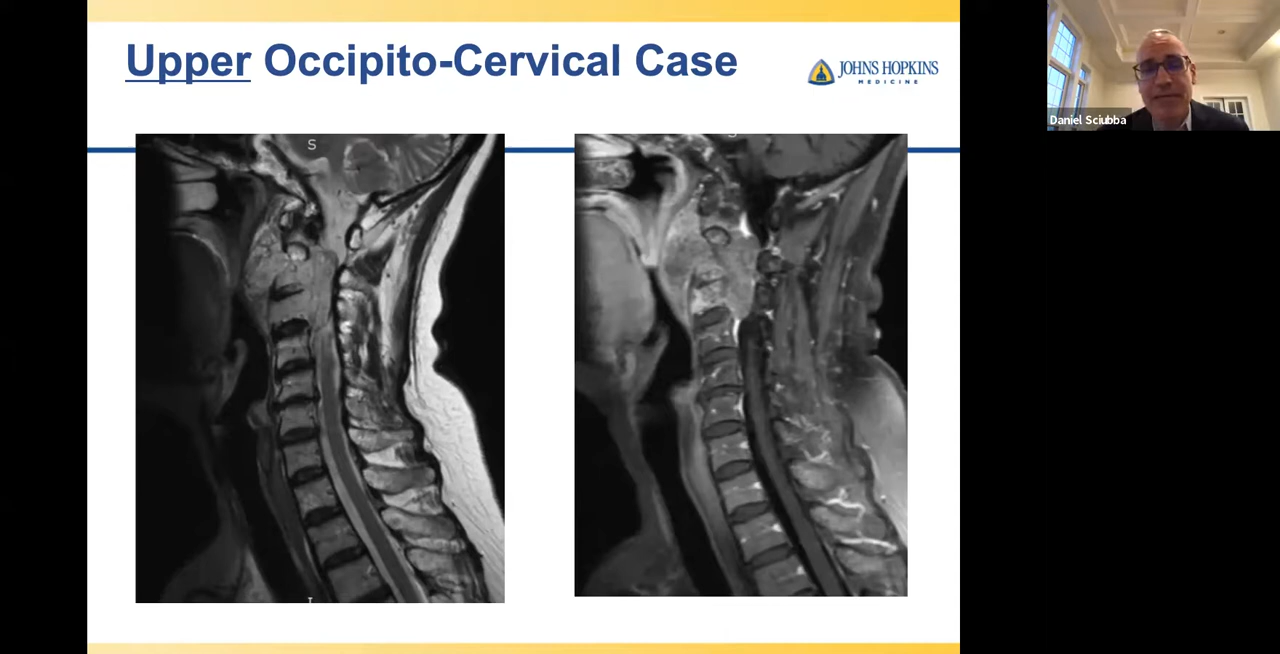 Upper Occipito-Cervical Case
JOHNS HOPKINS
MEDICINE
Daniel Sciubba
S
I